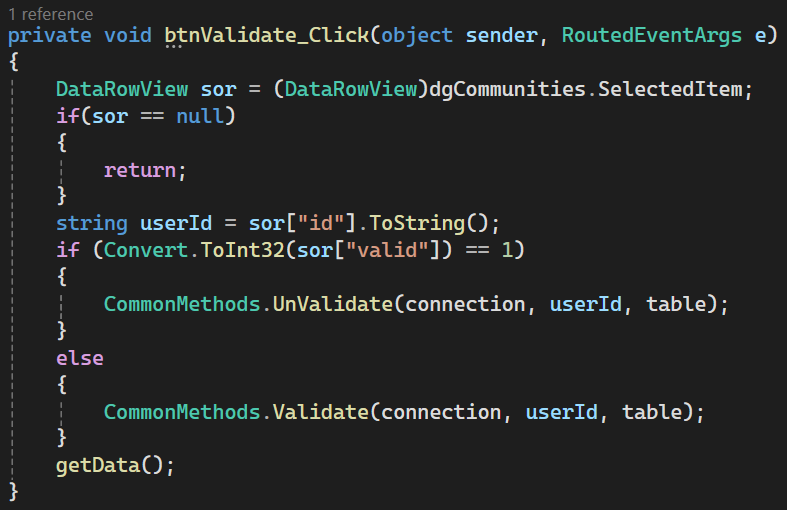 1 reference
private void btnValidate_Click(object sender, RoutedEventArgs e)
{
    DataRowView sor = (DataRowView)dgCommunities.SelectedItem;
    if(sor == null)
    {
        return;
    }
    string userId = sor["id"].ToString();
    if (Convert.ToInt32(sor["valid"]) == 1)
    {
        CommonMethods.UnValidate(connection, userId, table);
    }
    else
    {
        CommonMethods.Validate(connection, userId, table);
    }
    getData();
}